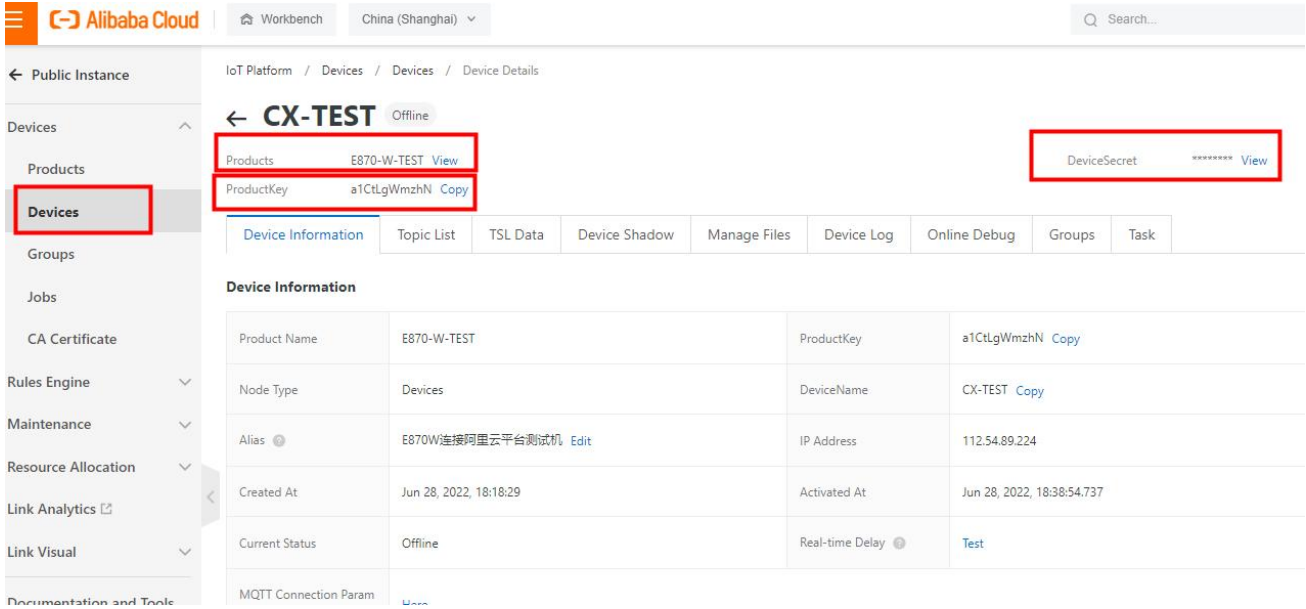 Alibaba Cloud Workbench China (Shanghai) Search...
Public Instance
IoT Platform / Devices / Devices / Device Details
CX-TEST Offline
Devices
Products E870-W-TEST View DeviceSecret ******** View
Products
ProductKey a1CtLgWmzhN Copy
Devices
Device Information Topic List TSL Data Device Shadow Manage Files Device Log Online Debug Groups Task
Groups
Device Information
Jobs
CA Certificate
Product Name E870-W-TEST ProductKey a1CtLgWmzhN Copy
Rules Engine
Node Type Devices DeviceName CX-TEST Copy
Maintenance
Alias E870W连接阿里云平台测试机 Edit IP Address 112.54.89.224
Resource Allocation
Created At Jun 28, 2022, 18:18:29 Activated At Jun 28, 2022, 18:38:54.737
Link Analytics
Current Status Offline Real-time Delay Test
Link Visual
MQTT Connection Param Here
Documentation and Tools